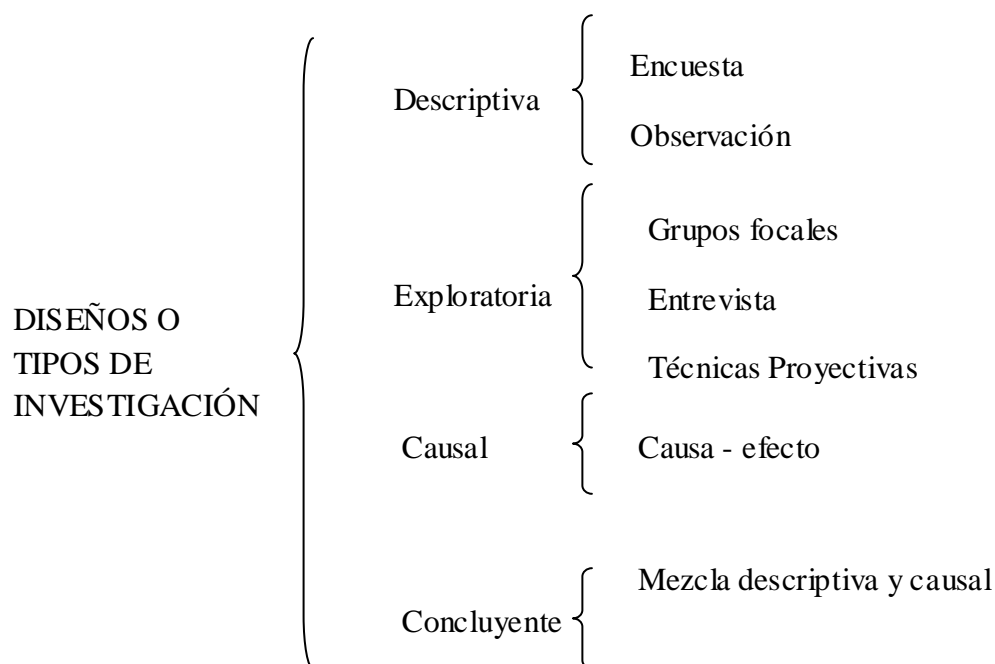 DISEÑOS O
TIPOS DE
INVESTIGACIÓN
Descriptiva
Encuesta
Observación
Exploratoria
Grupos focales
Entrevista
Técnicas Proyectivas
Causal
Causa - efecto
Concluyente
Mezcla descriptiva y causal